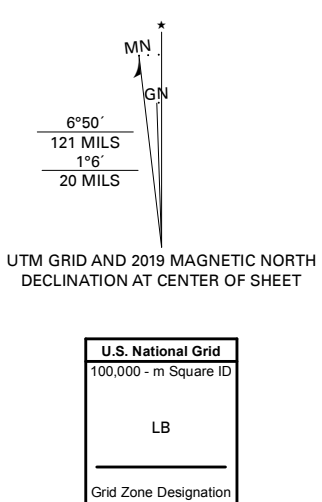 ★
MN
GN
6°50´
121 MILS
1°6´
20 MILS
UTM GRID AND 2019 MAGNETIC NORTH
DECLINATION AT CENTER OF SHEET
U.S. National Grid
100,000 - m Square ID
LB
Grid Zone Designation